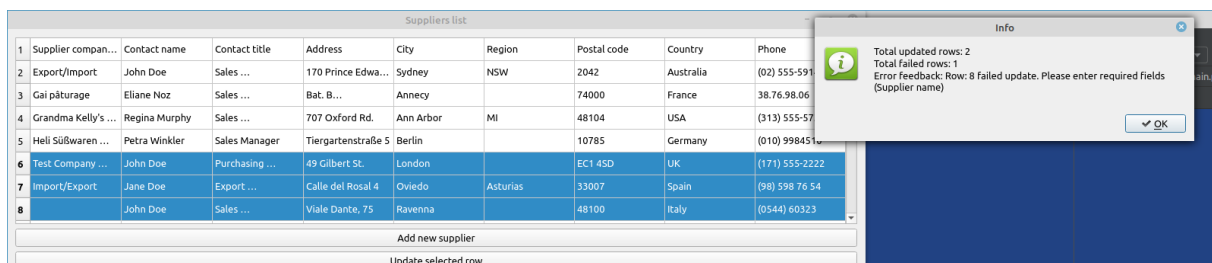 Suppliers list
1 Supplier compan... Contact name Contact title Address City Region Postal code Country Phone
2 Export/Import John Doe Sales ... 170 Prince Edwa... Sydney NSW 2042 Australia (02) 555-591
3 Gai pâturage Eliane Noz Sales ... Bat. B... Annecy 74000 France 38.76.98.06
4 Grandma Kelly's ... Regina Murphy Sales ... 707 Oxford Rd. Ann Arbor MI 48104 USA (313) 555-57
5 Heli Süßwaren ... Petra Winkler Sales Manager Tiergartenstraße 5 Berlin 10785 Germany (010) 9984510
6 Test Company ... John Doe Purchasing ... 49 Gilbert St. London EC1 4SD UK (171) 555-2222
7 Import/Export Jane Doe Export ... Calle del Rosal 4 Oviedo Asturias 33007 Spain (98) 598 76 54
8 John Doe Sales ... Viale Dante, 75 Ravenna 48100 Italy (0544) 60323
Add new supplier
Update selected row
Info
Total updated rows: 2
Total failed rows: 1
Error feedback: Row: 8 failed update. Please enter required fields
(Supplier name)
OK
ain.